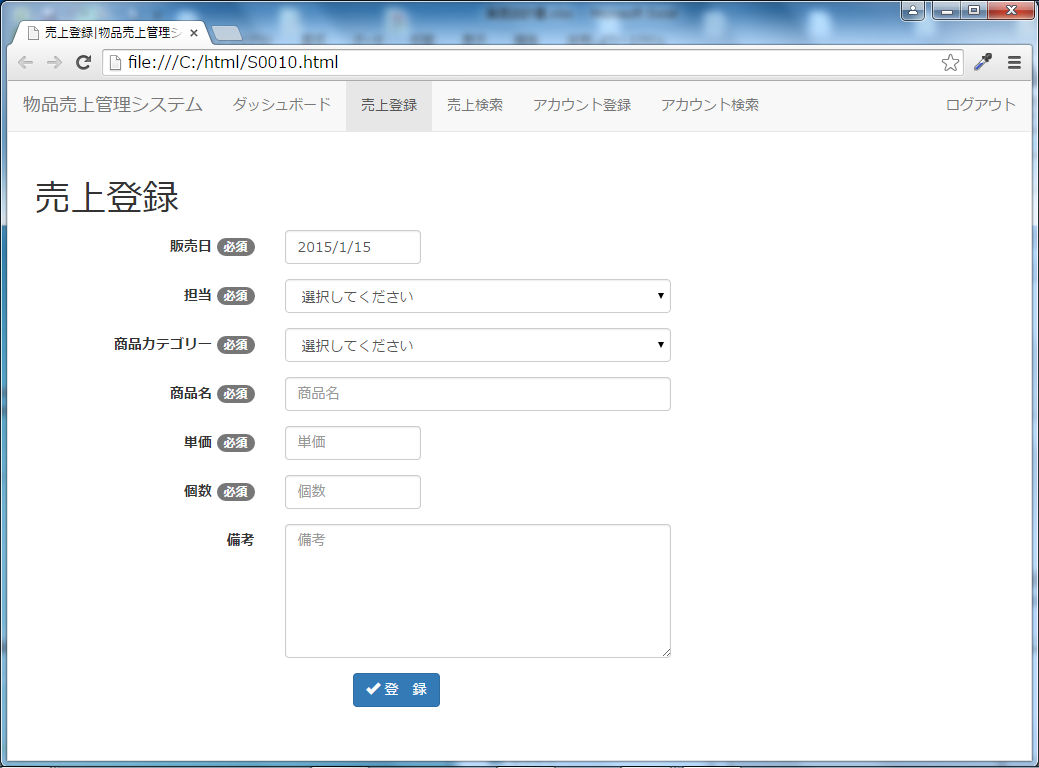 売上登録|物品売上管理シ
file:///C:/html/S0010.html
物品売上管理システム ダッシュボード 売上登録 売上検索 アカウント登録 アカウント検索 ログアウト
売上登録
販売日 必須 2015/1/15
担当 必須 選択してください
商品カテゴリー 必須 選択してください
商品名 必須 商品名
単価 必須 単価
個数 必須 個数
備考 備考
登 録